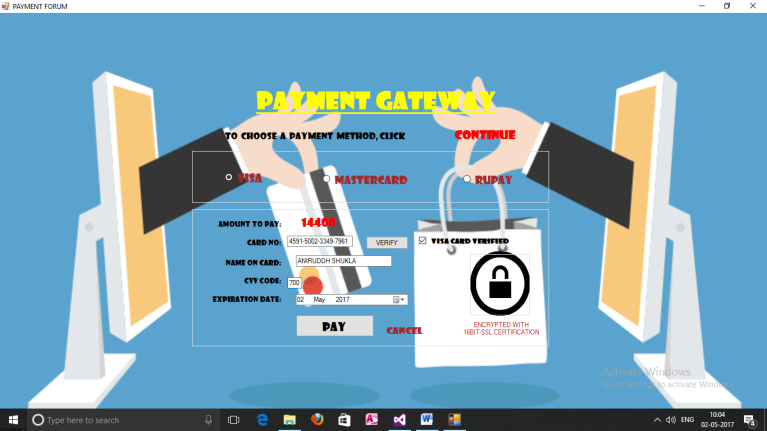 PAYMENT FORUM
PAYMENT GATEWAY
TO CHOOSE A PAYMENT METHOD, CLICK CONTINUE
VISA MASTERCARD RUPAY
AMOUNT TO PAY: 14400
CARD NO: 4591-5002-3349-7961 VERIFY VISA CARD VERIFIED
NAME ON CARD: ANIRUDDH SHUKLA
CVV CODE: 700
EXPIRATION DATE: 02 May 2017
PAY CANCEL
ENCRYPTED WITH
16BIT-SSL CERTIFICATION
Activate Windows
Go to Settings to activate Windows.
Type here to search
ENG
10:04
02-05-2017
4